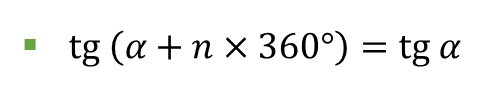 ▪ tg (α + n × 360°) = tg α